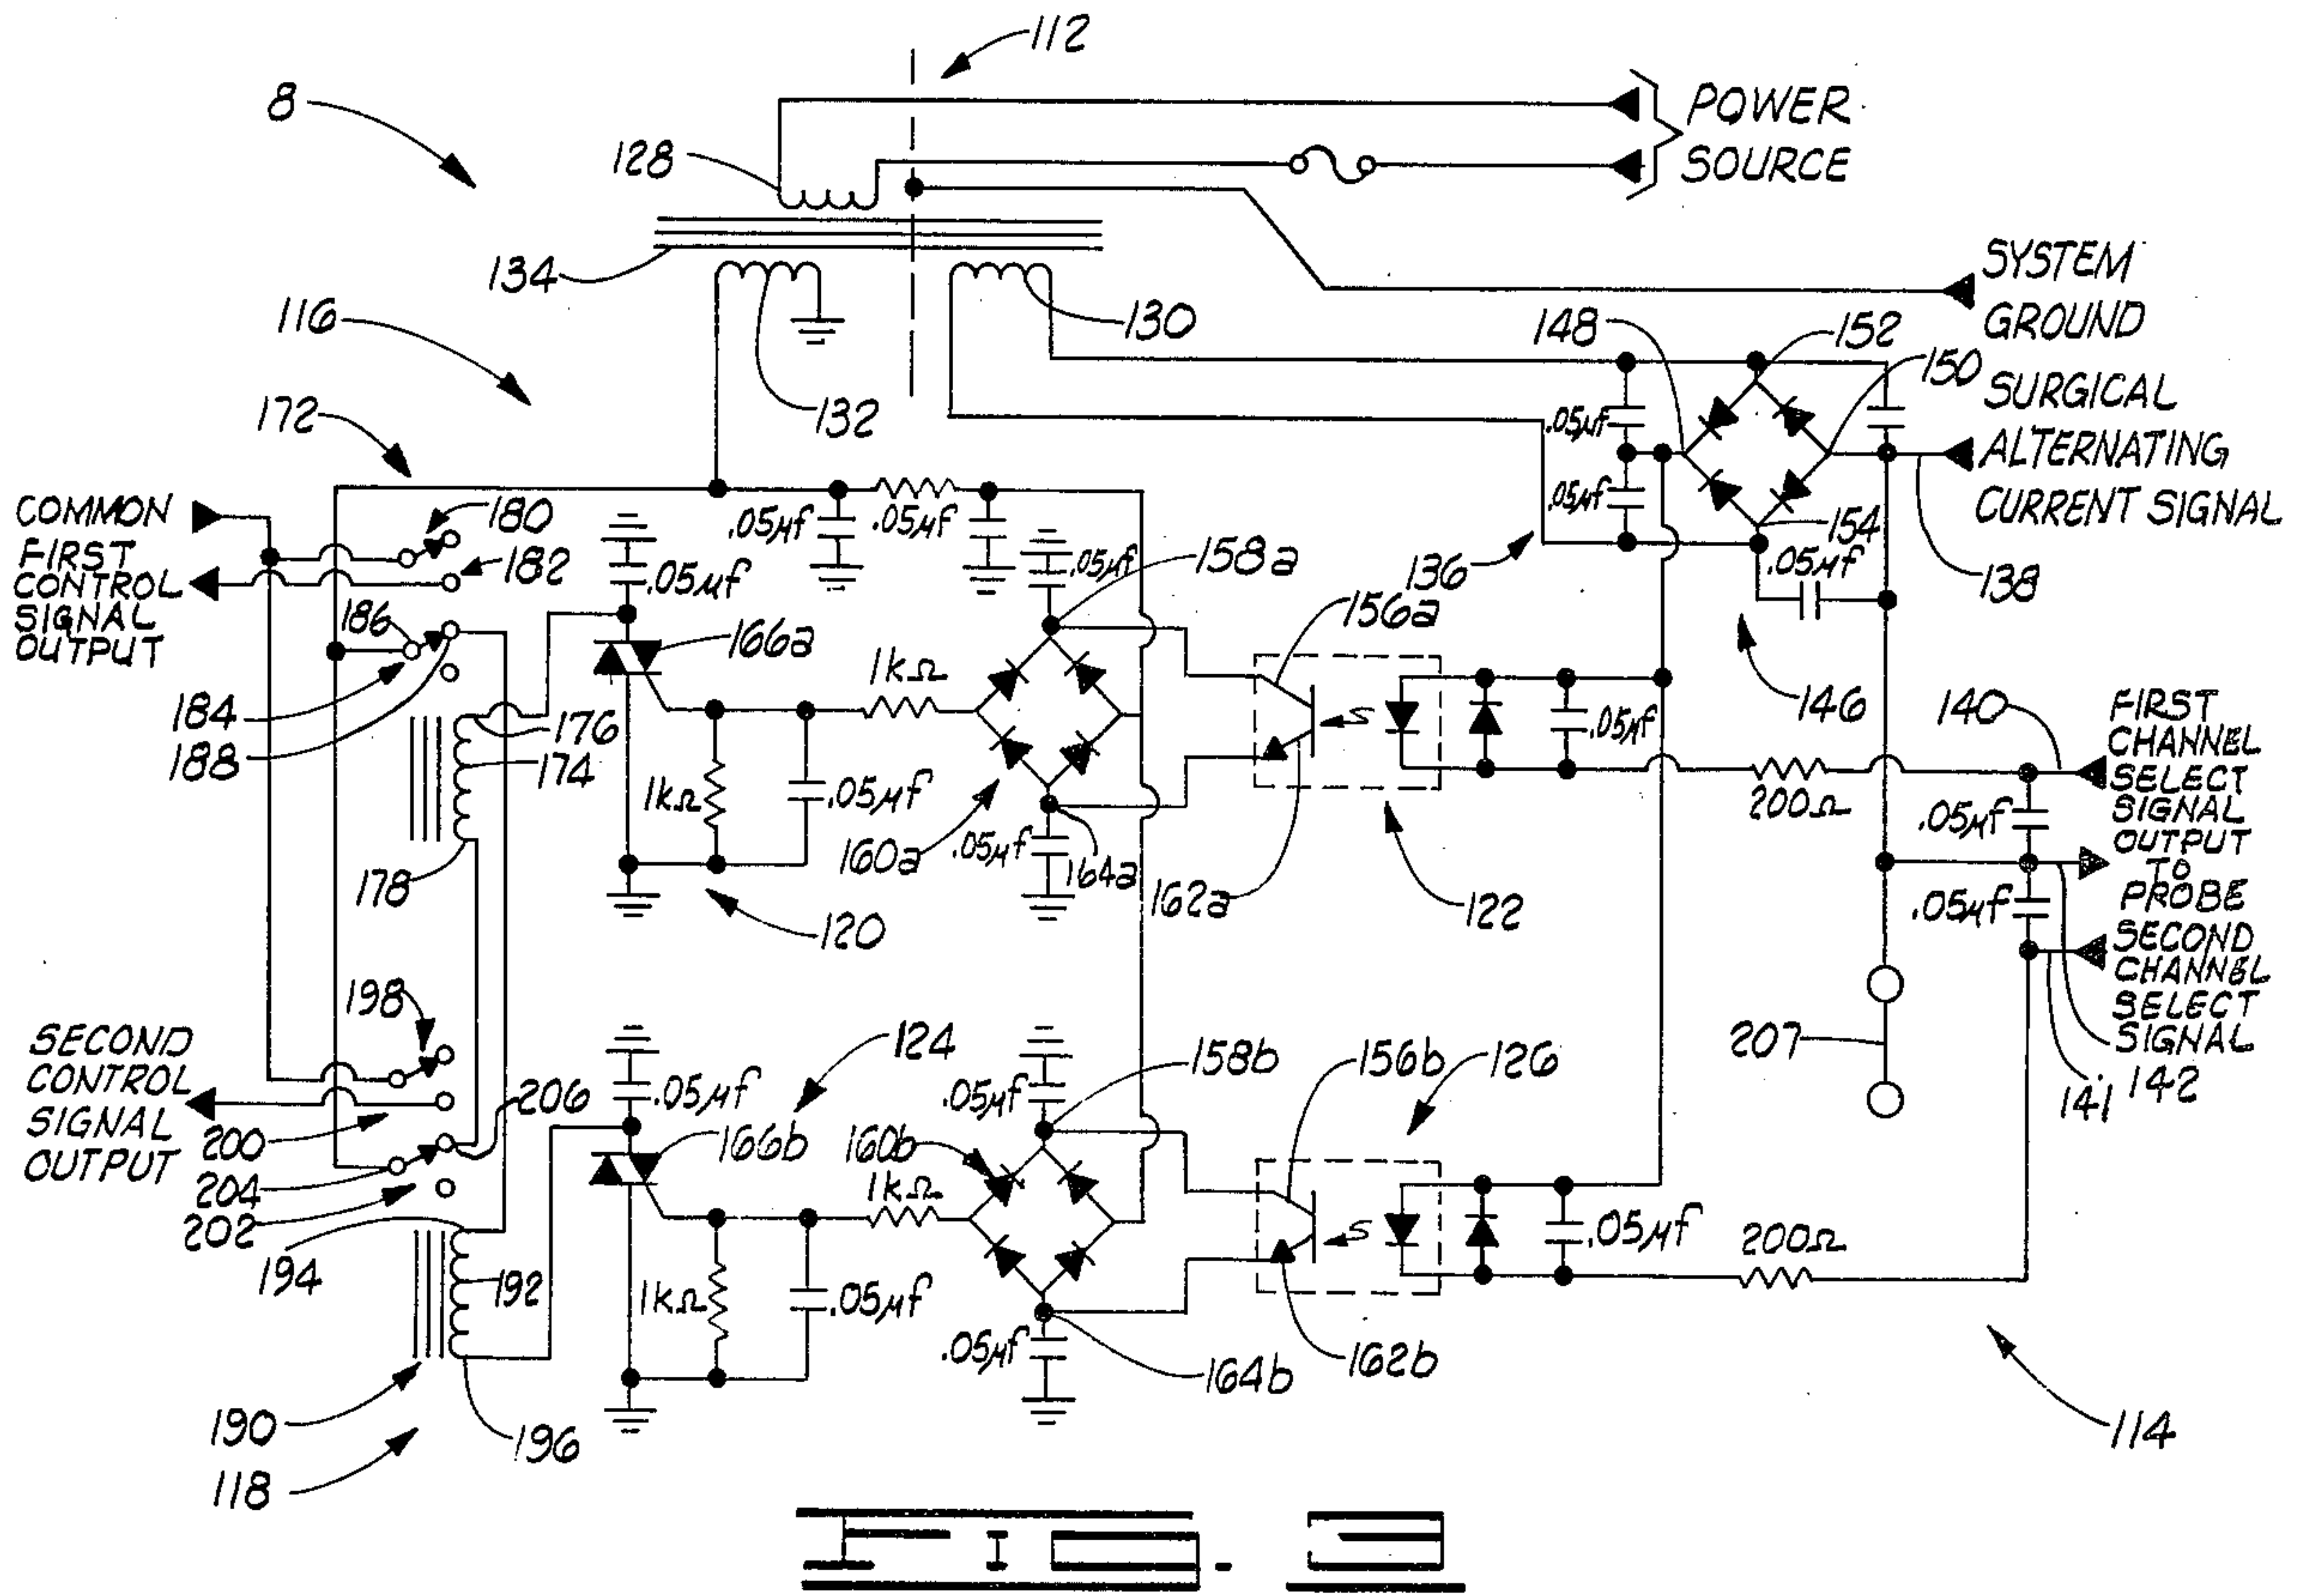 112
8
POWER
SOURCE
128
134
SYSTEM
GROUND
116
130
148
152
150
172
132
.05µf
SURGICAL
ALTERNATING
CURRENT SIGNAL
COMMON
180
.05µf
.05µf
.05µf
154
FIRST
CONTROL
SIGNAL
OUTPUT
182
.05µf
.05µf
158a
136
.05µf
138
186
166a
156a
1kΩ
184
188
176
174
146
140
FIRST
CHANNEL
SELECT
SIGNAL
OUTPUT
TO
PROBE
SECOND
CHANNEL
SELECT
SIGNAL
.05µf
1kΩ
.05µf
200Ω
.05µf
178
160a
.05µf
164a
162a
122
.05µf
120
198
SECOND
CONTROL
SIGNAL
OUTPUT
124
158b
156b
126
207
.05µf
.05µf
206
141
142
200
166b
160b
204
1kΩ
202
194
192
1kΩ
.05µf
.05µf
200Ω
.05µf
164b
162b
190
196
118
114
FIG. 3